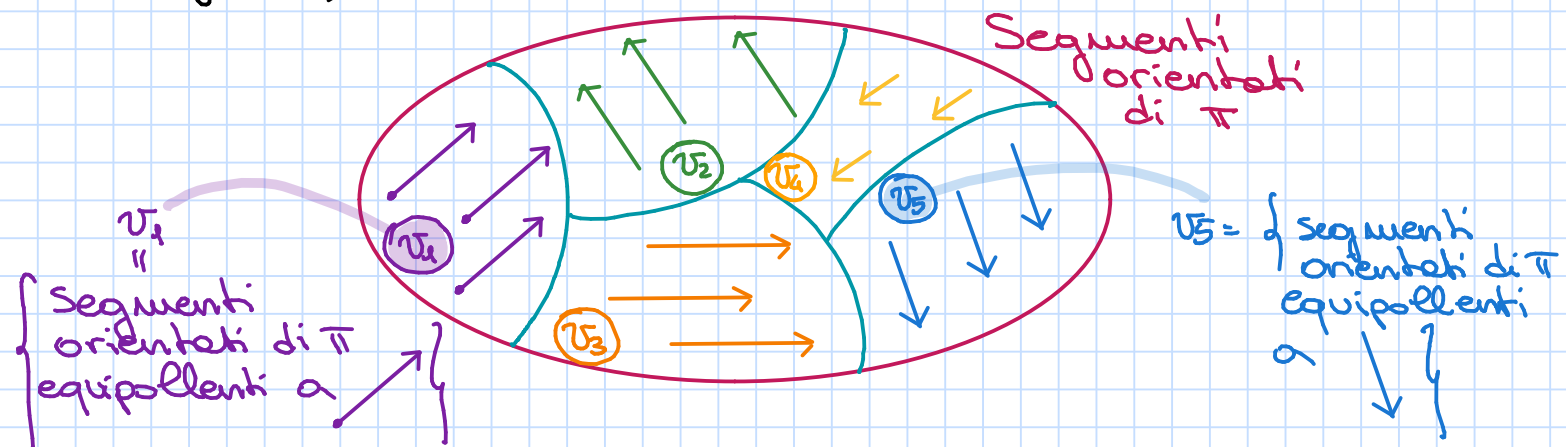 Segmenti
orientati
di π
v2
v4
v5
v1
v3
v1
=
{ segmenti
orientati di π
equipollenti a }
v5 = { segmenti
orientati di π
equipollenti
a }